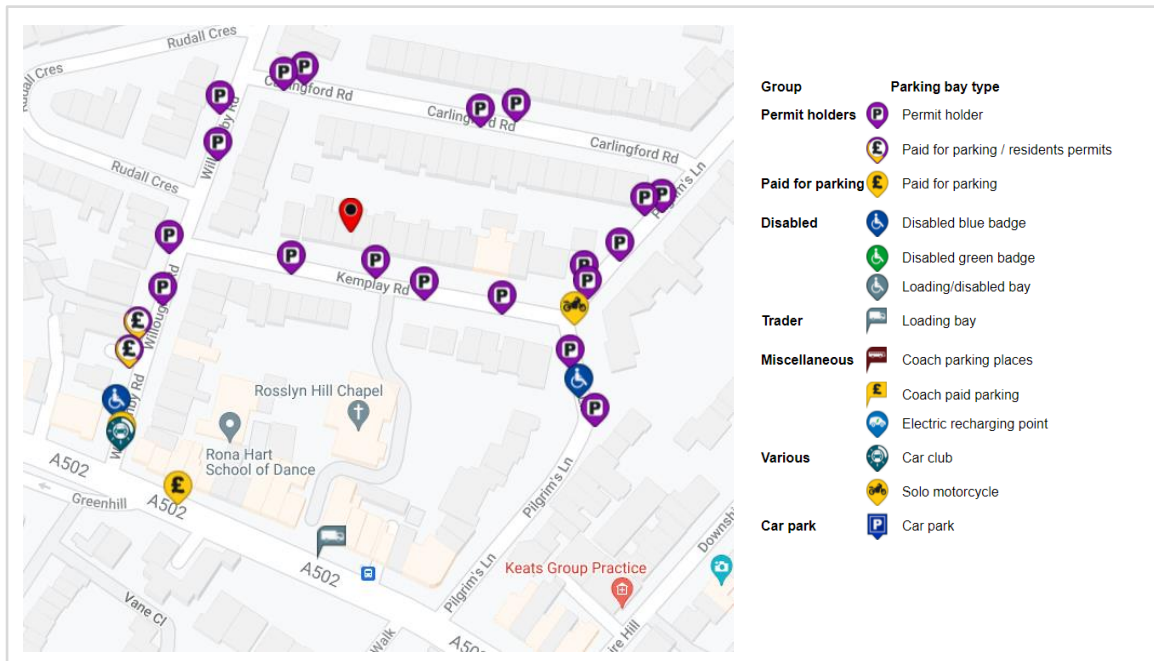 Rudall Cres
Rudall Cres
Carlingford Rd
Carlingford Rd
Carlingford Rd
Rudall Cres
Pilgrim's Ln
Kemplay Rd
Rosslyn Hill Chapel
Rona Hart
School of Dance
A502
A502
Greenhill
A502
Pilgrim's Ln
Pilgrim's Ln
Keats Group Practice
Vane Cl
Walk
A50
Group Parking bay type
Permit holders P Permit holder
£ Paid for parking / residents permits
Paid for parking £ Paid for parking
Disabled Disabled blue badge
Disabled green badge
Loading/disabled bay
Trader Loading bay
Miscellaneous Coach parking places
£ Coach paid parking
Electric recharging point
Various Car club
Solo motorcycle
Car park P Car park